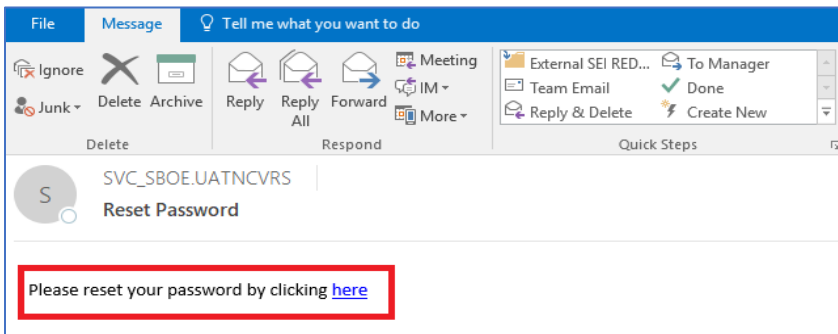 File Message Tell me what you want to do
Ignore
Junk
Delete
Archive
Reply
Reply All
Forward
Meeting
IM
More
External SEI RED... To Manager
Team Email Done
Reply & Delete Create New
Delete Respond Quick Steps
S
SVC_SBOE.UATNCVRS
Reset Password
Please reset your password by clicking here